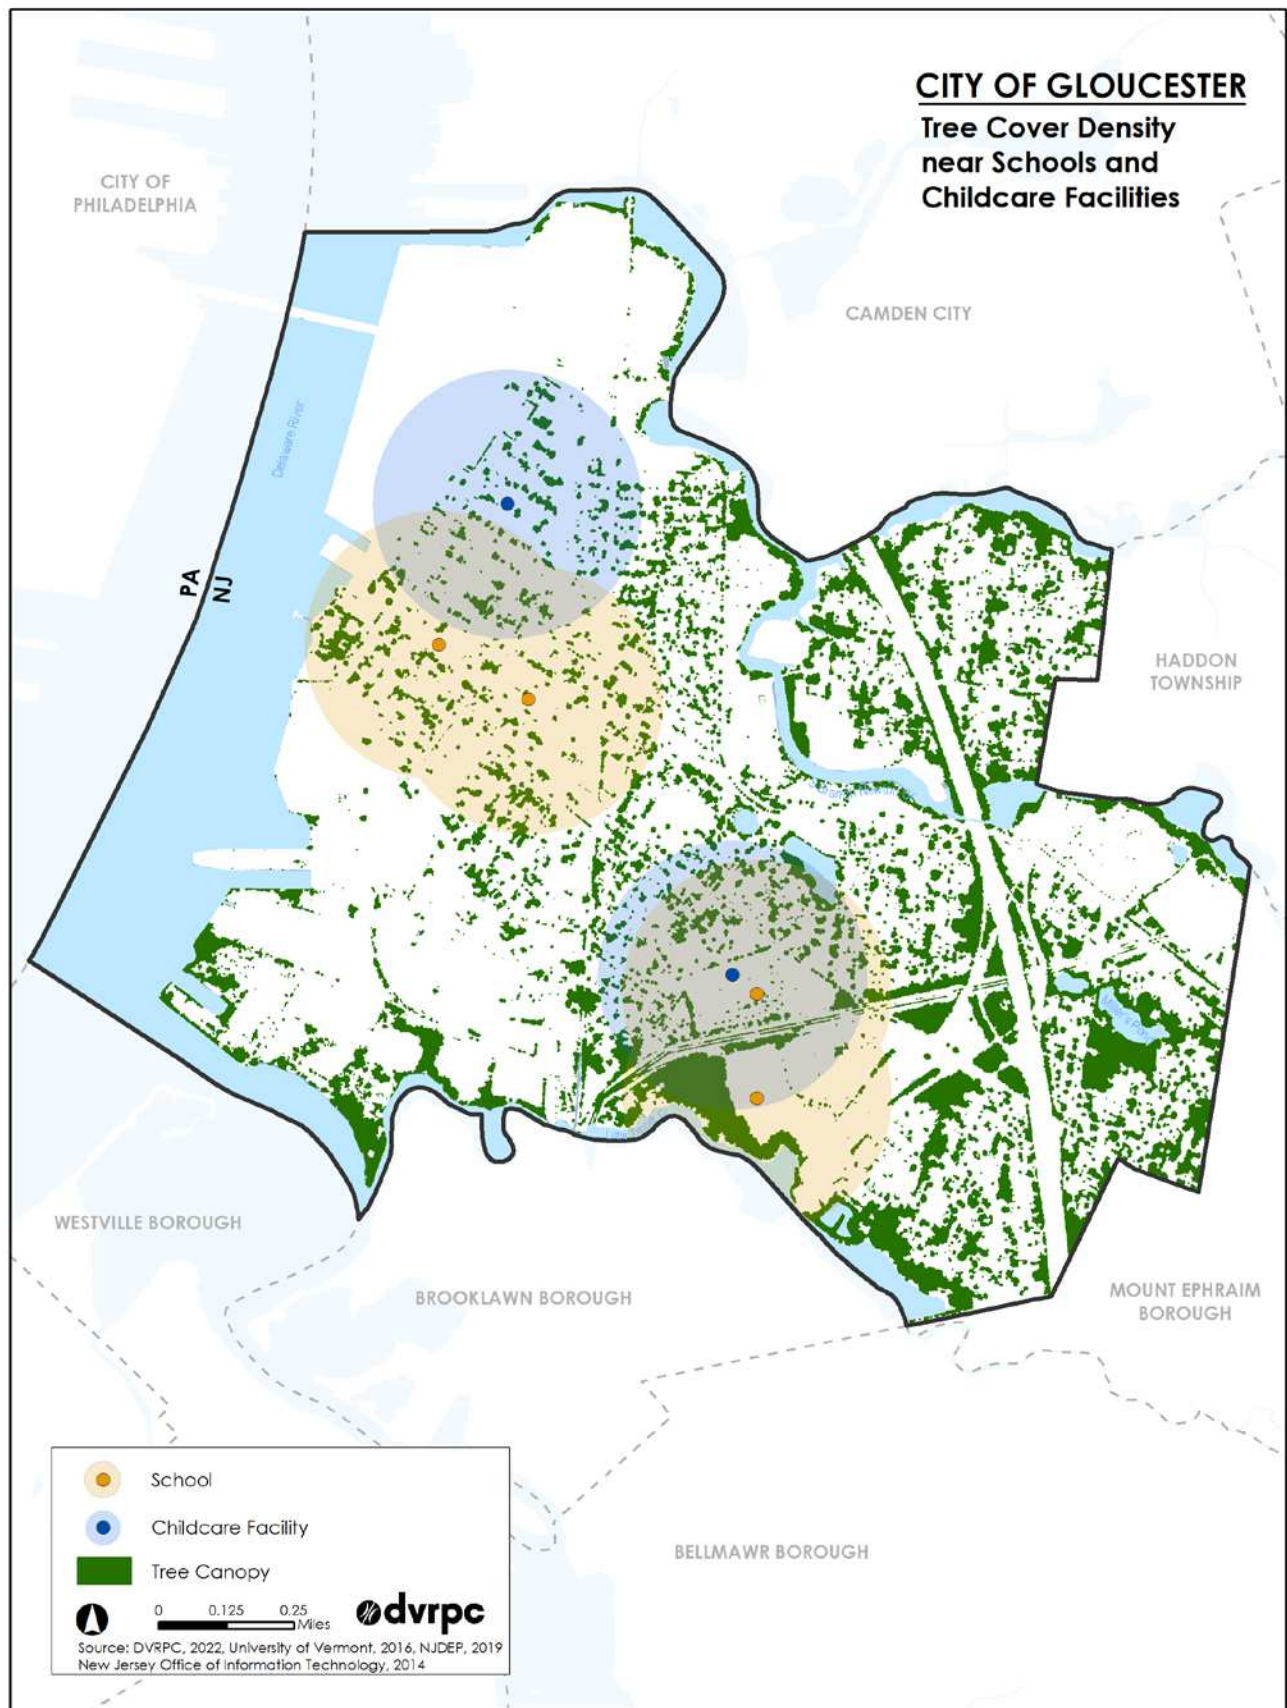 CITY OF GLOUCESTER
Tree Cover Density
near Schools and
Childcare Facilities
CITY OF
PHILADELPHIA
CAMDEN CITY
Delaware River
PA
NJ
HADDON
TOWNSHIP
WESTVILLE BOROUGH
BROOKLAWN BOROUGH
MOUNT EPHRAIM
BOROUGH
BELLMAWR BOROUGH
School
Childcare Facility
Tree Canopy
0 0.125 0.25
Miles
dvrpc
Source: DVRPC, 2022, University of Vermont, 2016, NJDEP, 2019
New Jersey Office of Information Technology, 2014